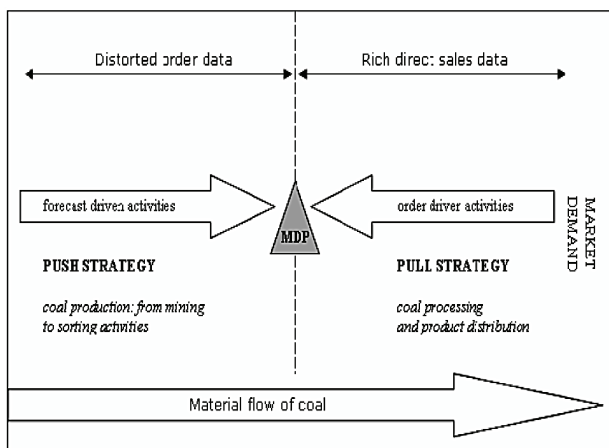 Distorted order data
Rich direct sales data
forecast driven activities
MDP
order driver activities
MARKET
DEMAND
PUSH STRATEGY
PULL STRATEGY
coal production: from mining
to sorting activities
coal processing
and product distribution
Material flow of coal